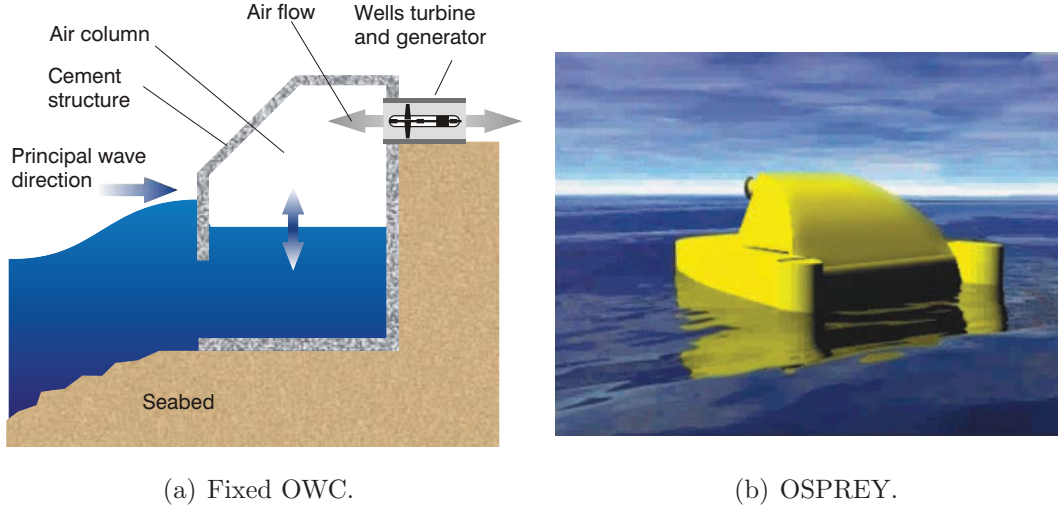 Air flow
Wells turbine
and generator
Air column
Cement
structure
Principal wave
direction
Seabed
(a) Fixed OWC.
(b) OSPREY.